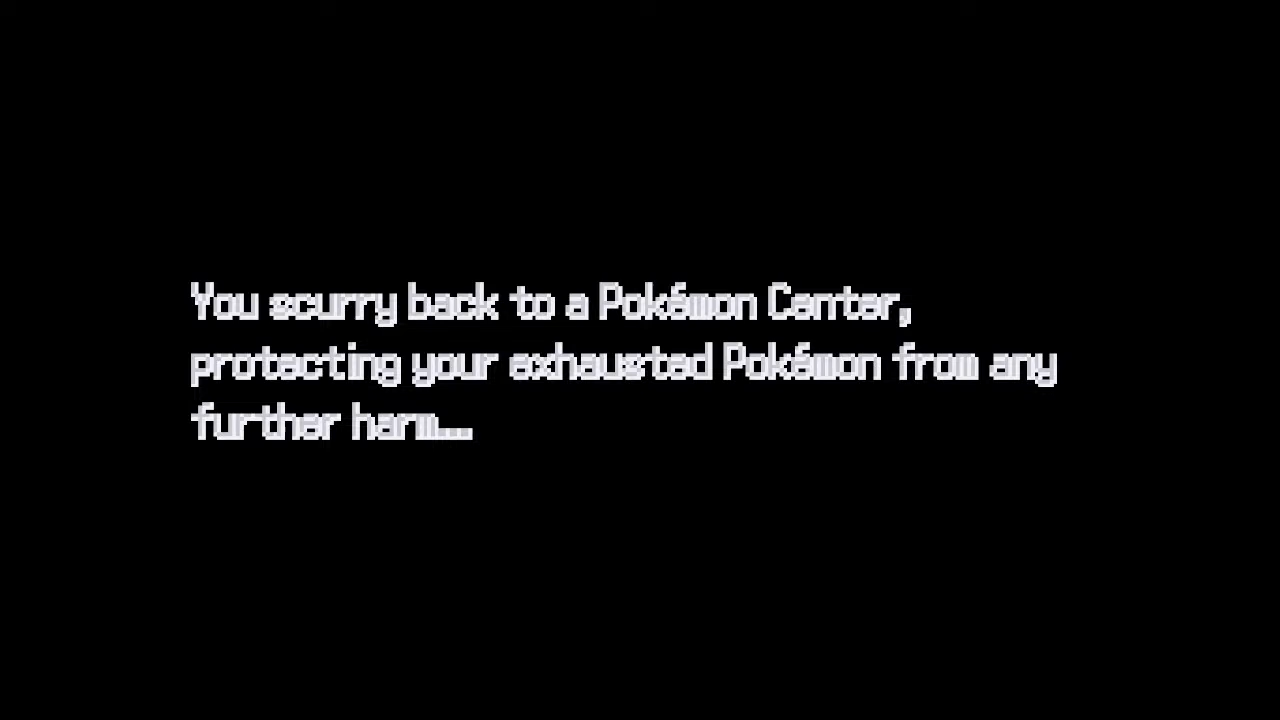 You scurry back to a Pokémon Center,
protecting your exhausted Pokémon from any
further harm...